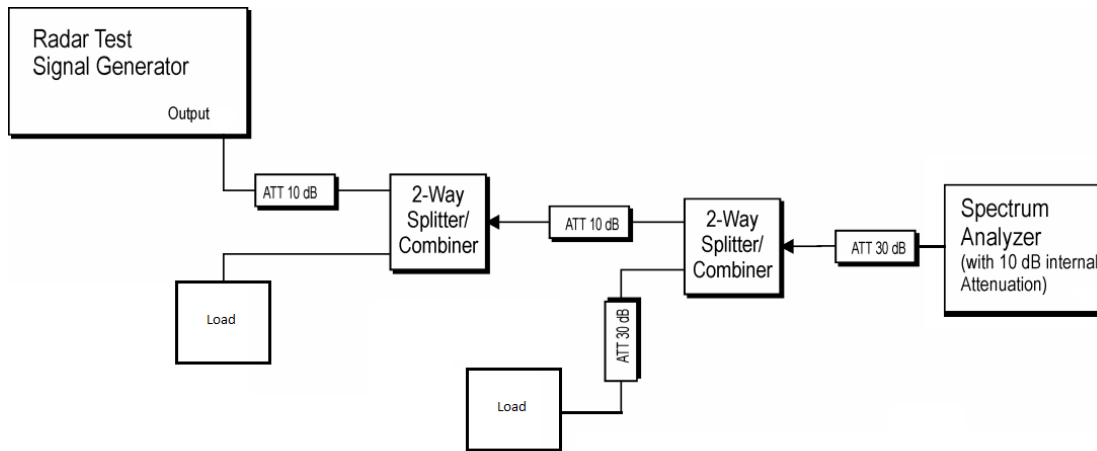 Radar Test
Signal Generator
Output
ATT 10 dB
2-Way
Splitter/
Combiner
ATT 10 dB
2-Way
Splitter/
Combiner
ATT 30 dB
Spectrum
Analyzer
(with 10 dB internal
Attenuation)
Load
ATT 30 dB
Load